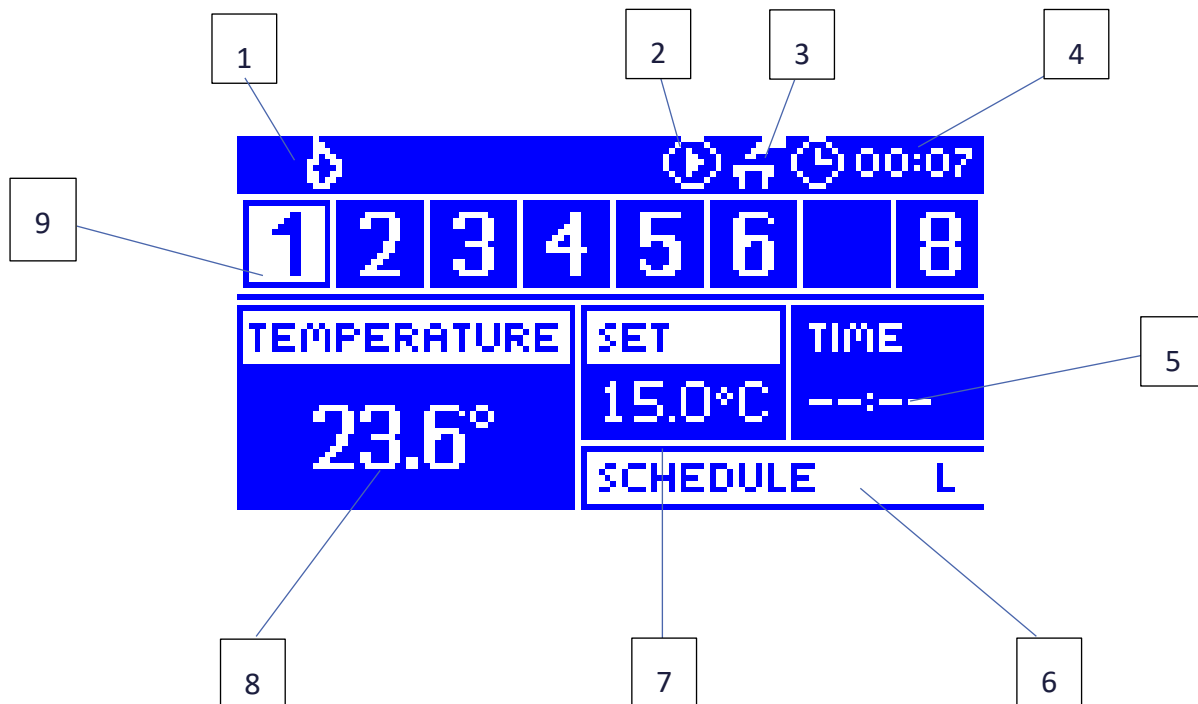 1 2 3 4
00:07
9
1 2 3 4 5 6 8
TEMPERATURE SET TIME
5
23.6° 15.0°C --:--
SCHEDULE L
8 7 6